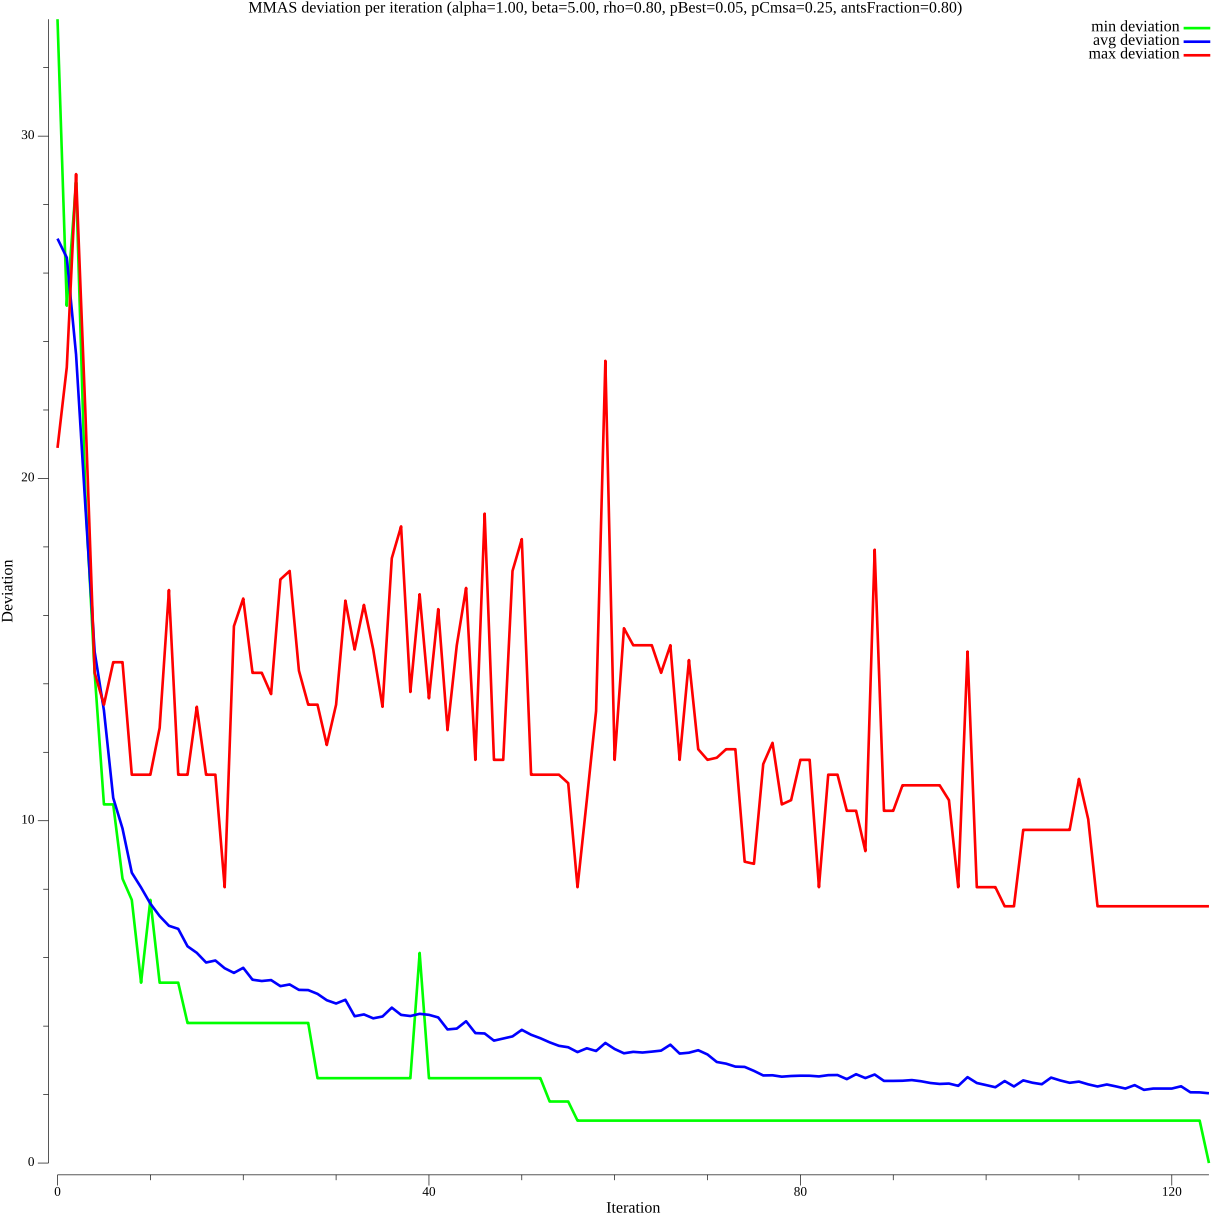 MMAS deviation per iteration (alpha=1.00, beta=5.00, rho=0.80, pBest=0.05, pCmsa=0.25, antsFraction=0.80)
min deviation
avg deviation
max deviation
30
20
10
0
Deviation
0
40
80
120
Iteration